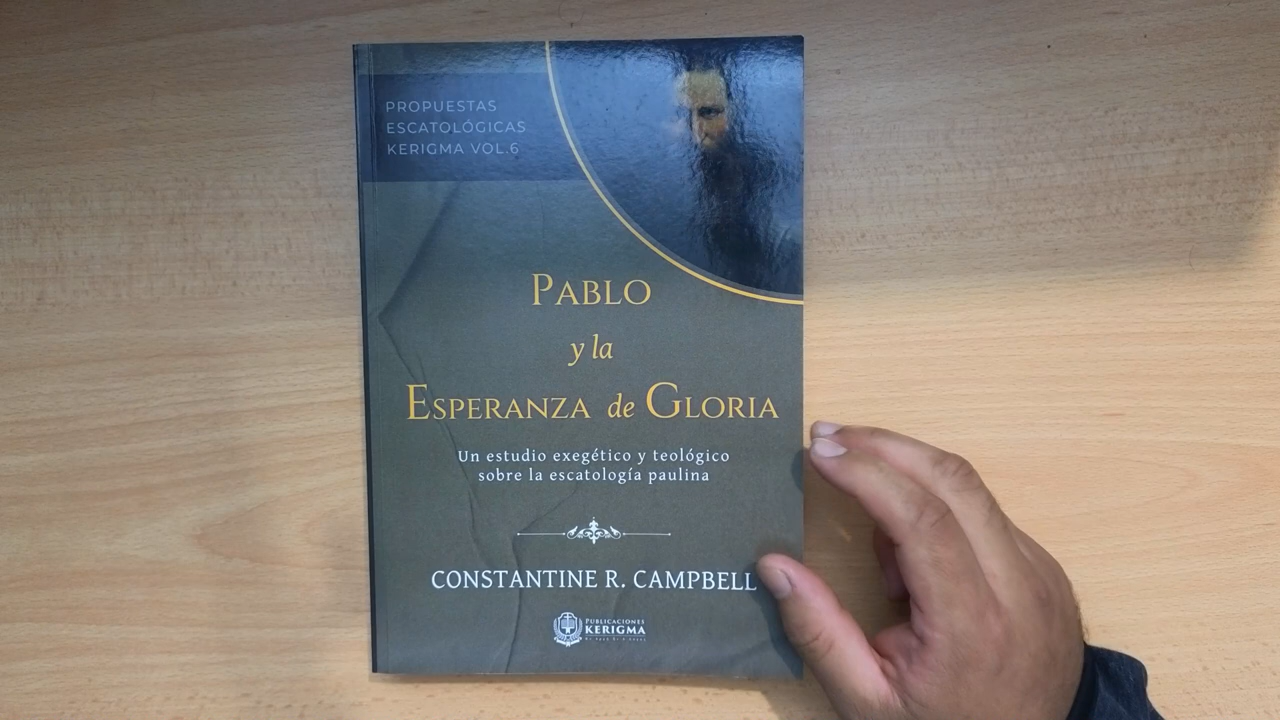 PROPUESTAS
ESCATOLÓGICAS
KERIGMA VOL.6
PABLO
y la
ESPERANZA de GLORIA
Un estudio exegético y teológico
sobre la escatología paulina
CONSTANTINE R. CAMPBELL
PUBLICACIONES
KERIGMA